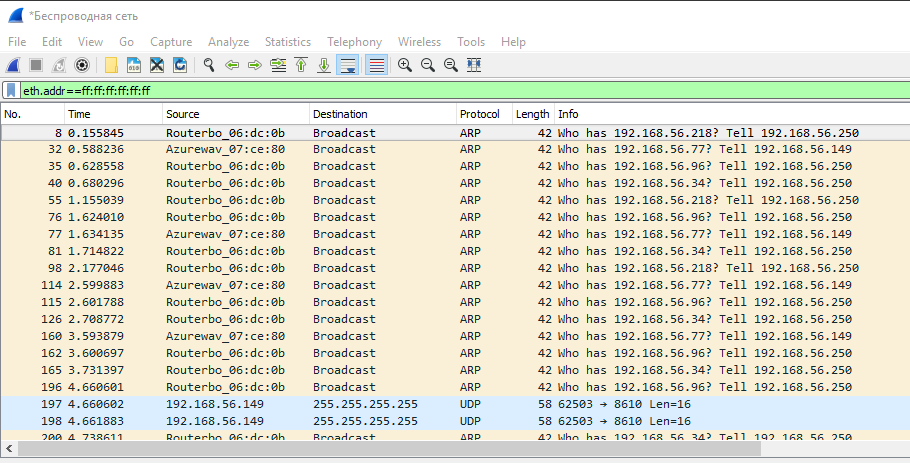 *Беспроводная сеть
File Edit View Go Capture Analyze Statistics Telephony Wireless Tools Help
eth.addr==ff:ff:ff:ff:ff:ff
No. Time Source Destination Protocol Length Info
8 0.155845 Routerbo_06:dc:0b Broadcast ARP 42 Who has 192.168.56.218? Tell 192.168.56.250
32 0.588236 Azurewav_07:ce:80 Broadcast ARP 42 Who has 192.168.56.77? Tell 192.168.56.149
35 0.628558 Routerbo_06:dc:0b Broadcast ARP 42 Who has 192.168.56.96? Tell 192.168.56.250
40 0.680296 Routerbo_06:dc:0b Broadcast ARP 42 Who has 192.168.56.34? Tell 192.168.56.250
55 1.155039 Routerbo_06:dc:0b Broadcast ARP 42 Who has 192.168.56.218? Tell 192.168.56.250
76 1.624010 Routerbo_06:dc:0b Broadcast ARP 42 Who has 192.168.56.96? Tell 192.168.56.250
77 1.634135 Azurewav_07:ce:80 Broadcast ARP 42 Who has 192.168.56.77? Tell 192.168.56.149
81 1.714822 Routerbo_06:dc:0b Broadcast ARP 42 Who has 192.168.56.34? Tell 192.168.56.250
98 2.177046 Routerbo_06:dc:0b Broadcast ARP 42 Who has 192.168.56.218? Tell 192.168.56.250
114 2.599883 Azurewav_07:ce:80 Broadcast ARP 42 Who has 192.168.56.77? Tell 192.168.56.149
115 2.601788 Routerbo_06:dc:0b Broadcast ARP 42 Who has 192.168.56.96? Tell 192.168.56.250
126 2.708772 Routerbo_06:dc:0b Broadcast ARP 42 Who has 192.168.56.34? Tell 192.168.56.250
160 3.593879 Azurewav_07:ce:80 Broadcast ARP 42 Who has 192.168.56.77? Tell 192.168.56.149
162 3.600697 Routerbo_06:dc:0b Broadcast ARP 42 Who has 192.168.56.96? Tell 192.168.56.250
165 3.731397 Routerbo_06:dc:0b Broadcast ARP 42 Who has 192.168.56.34? Tell 192.168.56.250
196 4.660601 Routerbo_06:dc:0b Broadcast ARP 42 Who has 192.168.56.96? Tell 192.168.56.250
197 4.660602 192.168.56.149 255.255.255.255 UDP 58 62503 → 8610 Len=16
198 4.661883 192.168.56.149 255.255.255.255 UDP 58 62503 → 8610 Len=16
200 4.738611 Routerbo_06:dc:0b Broadcast ARP 42 Who has 192.168.56.34? Tell 192.168.56.250